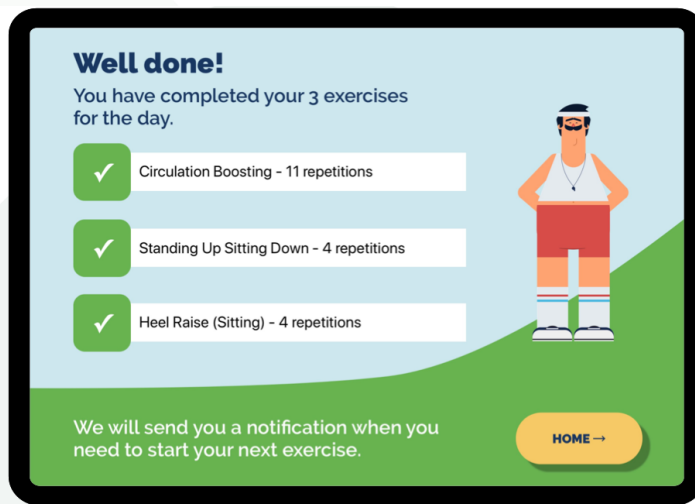 Well done!
You have completed your 3 exercises
for the day.
Circulation Boosting - 11 repetitions
Standing Up Sitting Down - 4 repetitions
Heel Raise (Sitting) - 4 repetitions
We will send you a notification when you
need to start your next exercise.
HOME →